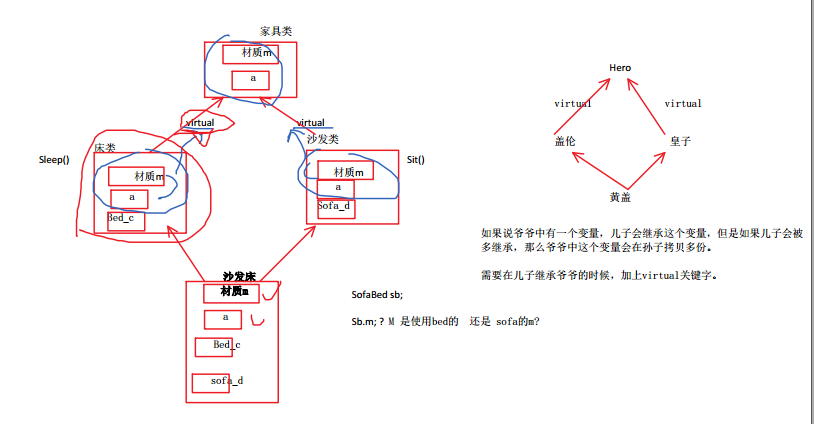 家具类
材质m
a
virtual
virtual
床类
沙发类
Sleep()
Sit()
材质m
a
Bed_c
材质m
a
Sofa_d
沙发床
材质m
a
Bed_c
sofa_d
SofaBed sb;
Sb.m; ? M 是使用bed的 还是 sofa的m?
Hero
virtual
virtual
盖伦
皇子
黄盖
如果说爷爷中有一个变量，儿子会继承这个变量，但是如果儿子会被
多继承，那么爷爷中这个变量会在孙子拷贝多份。
需要在儿子继承爷爷的时候，加上virtual关键字。